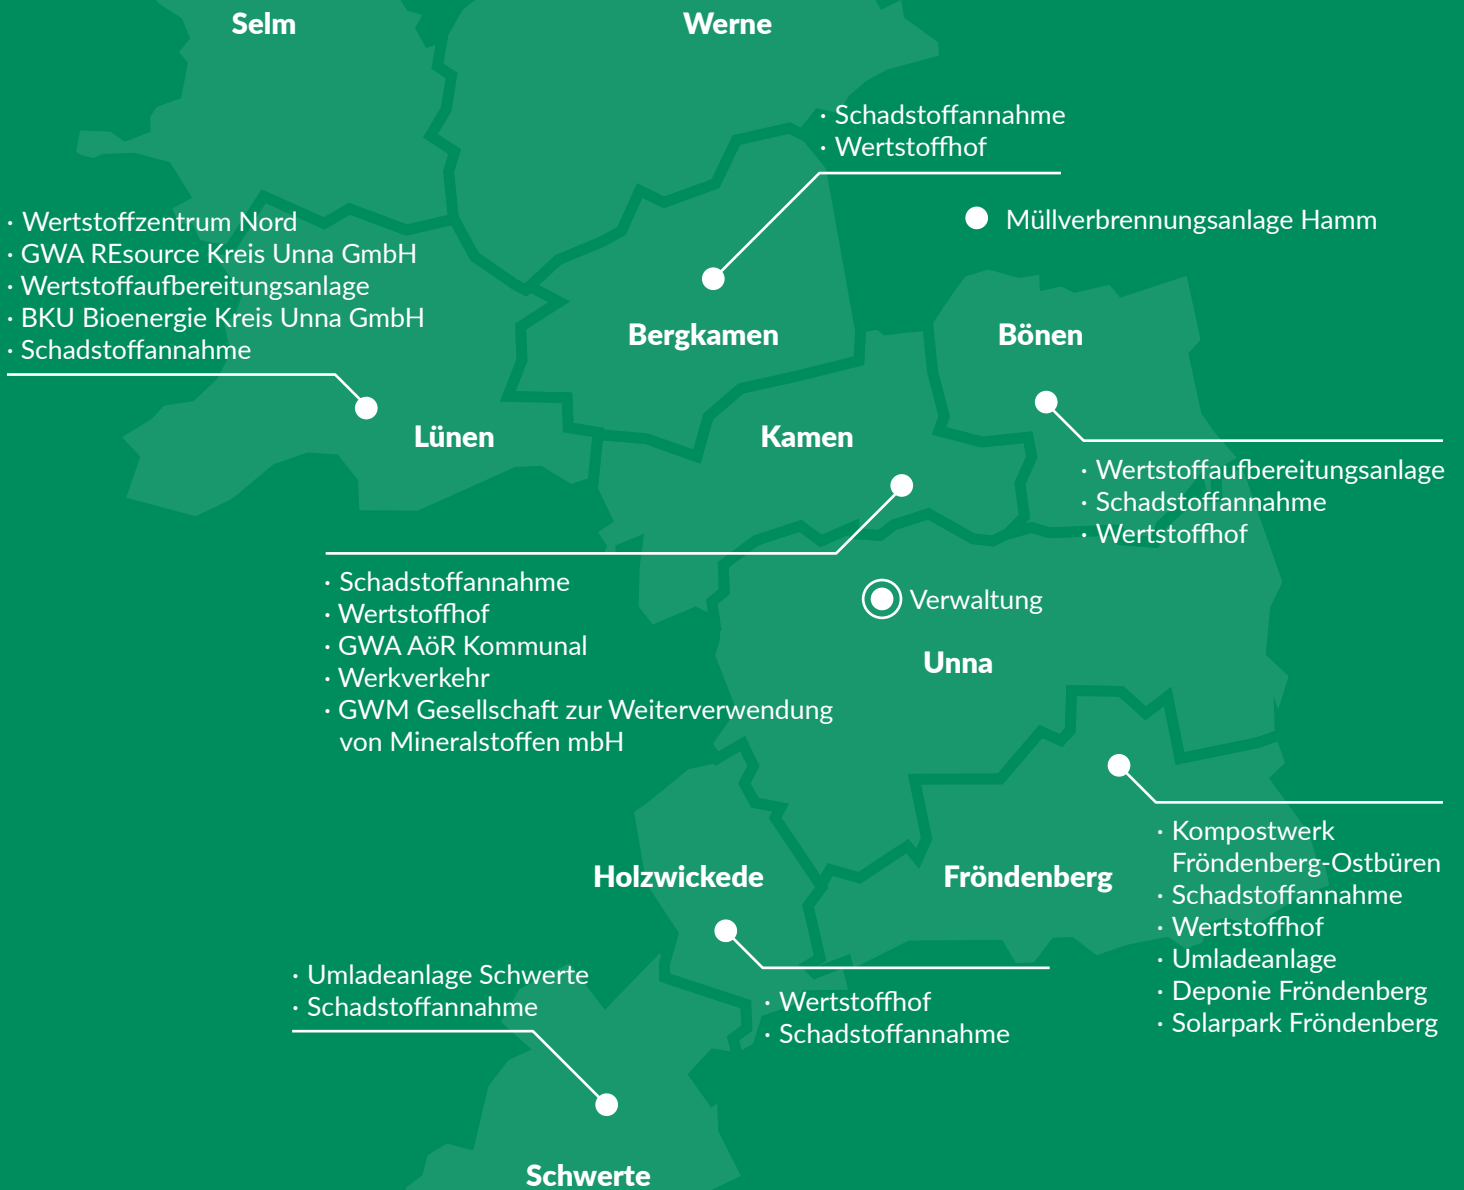 Selm
Werne
· Schadstoffannahme
· Wertstoffhof
Müllverbrennungsanlage Hamm
· Wertstoffzentrum Nord
· GWA REsource Kreis Unna GmbH
· Wertstoffaufbereitungsanlage
· BKU Bioenergie Kreis Unna GmbH
· Schadstoffannahme
Bergkamen
Bönen
Lünen
Kamen
· Wertstoffaufbereitungsanlage
· Schadstoffannahme
· Wertstoffhof
· Schadstoffannahme
· Wertstoffhof
· GWA AöR Kommunal
· Werkverkehr
· GWM Gesellschaft zur Weiterverwendung
von Mineralstoffen mbH
Verwaltung
Unna
· Kompostwerk
Fröndenberg-Ostbüren
· Schadstoffannahme
· Wertstoffhof
· Umladeanlage
· Deponie Fröndenberg
· Solarpark Fröndenberg
Holzwickede
Fröndenberg
· Umladeanlage Schwerte
· Schadstoffannahme
· Wertstoffhof
· Schadstoffannahme
Schwerte